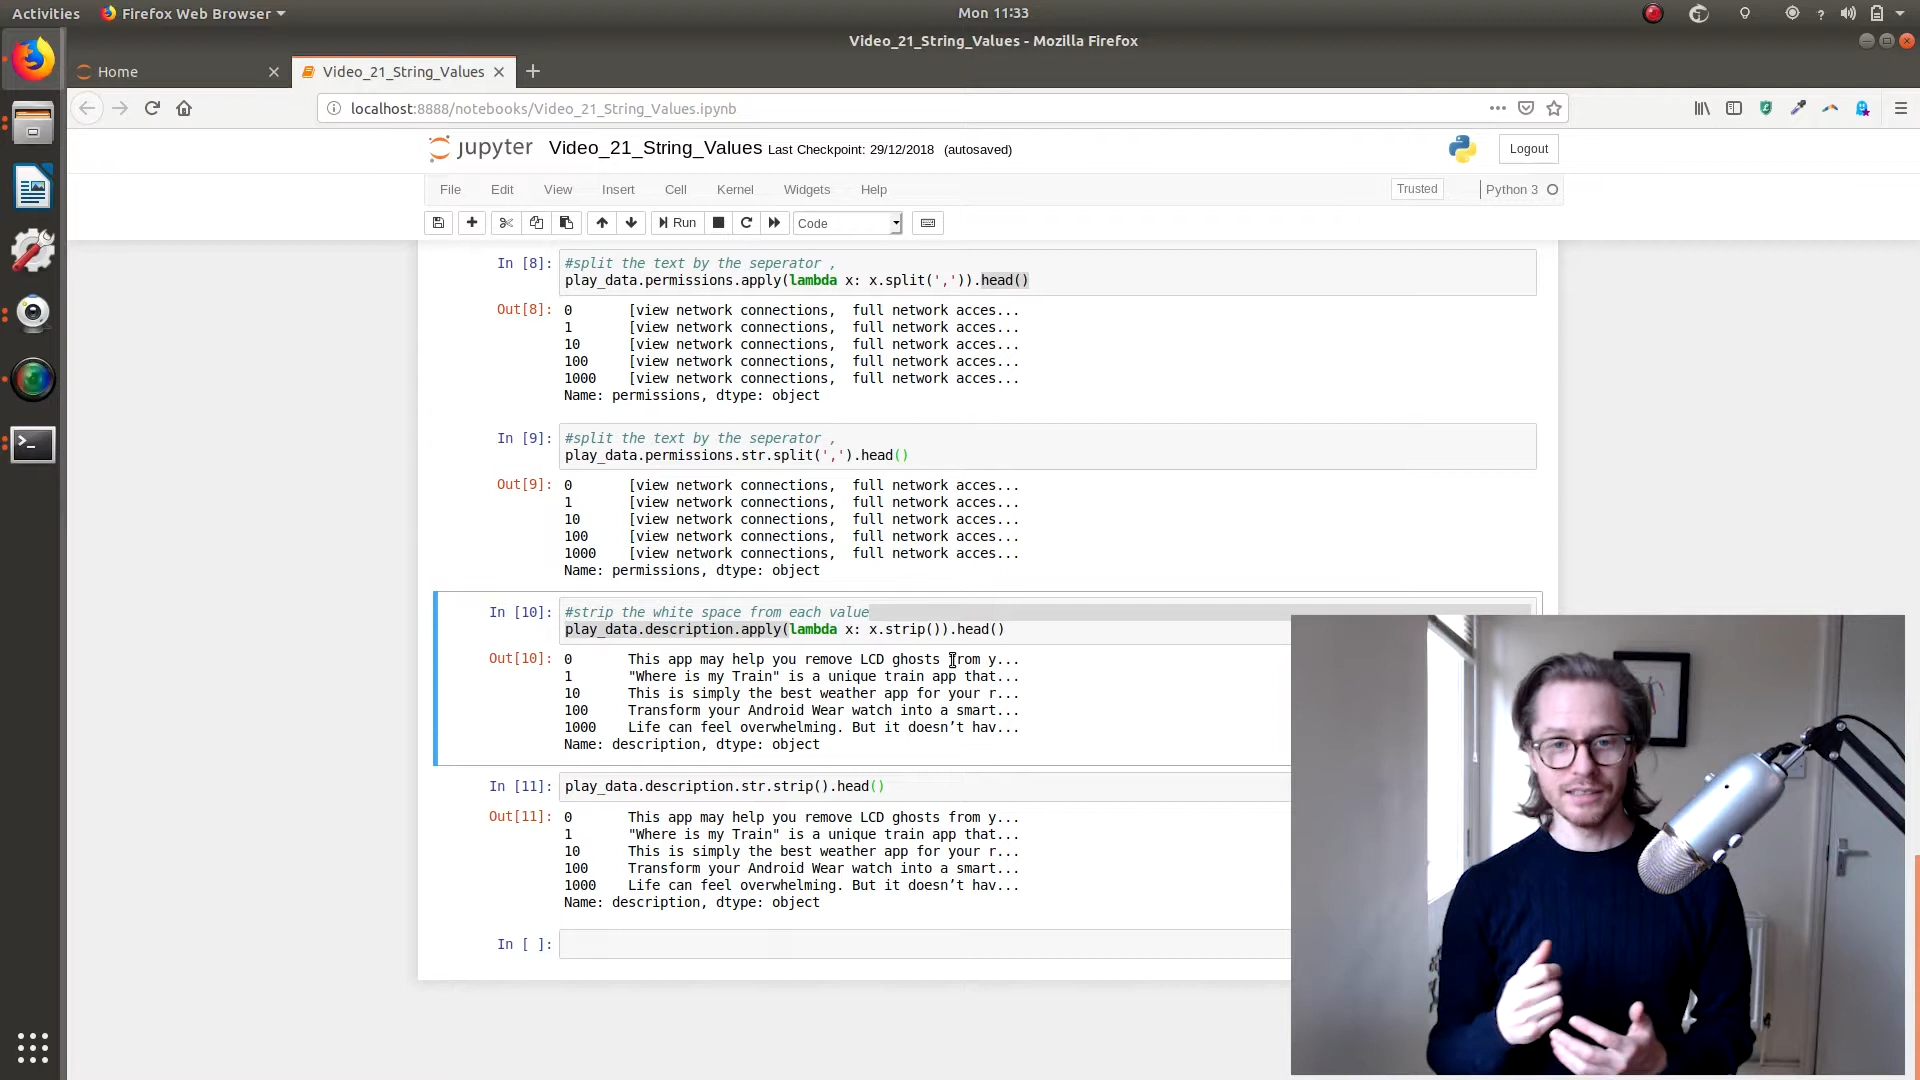 Activities Firefox Web Browser Mon 11:33 ?
Video_21_String_Values - Mozilla Firefox
Home Video_21_String_Values
localhost:8888/notebooks/Video_21_String_Values.ipynb
jupyter Video_21_String_Values Last Checkpoint: 29/12/2018 (autosaved) Logout
File Edit View Insert Cell Kernel Widgets Help Trusted Python 3
Run Code
In [8]: #split the text by the seperator ,
play_data.permissions.apply(lambda x: x.split(',')).head()
Out[8]: 0 [view network connections, full network acces...
1 [view network connections, full network acces...
10 [view network connections, full network acces...
100 [view network connections, full network acces...
1000 [view network connections, full network acces...
Name: permissions, dtype: object
In [9]: #split the text by the seperator ,
play_data.permissions.str.split(',').head()
Out[9]: 0 [view network connections, full network acces...
1 [view network connections, full network acces...
10 [view network connections, full network acces...
100 [view network connections, full network acces...
1000 [view network connections, full network acces...
Name: permissions, dtype: object
In [10]: #strip the white space from each value
play_data.description.apply(lambda x: x.strip()).head()
Out[10]: 0 This app may help you remove LCD ghosts from y...
1 "Where is my Train" is a unique train app that...
10 This is simply the best weather app for your r...
100 Transform your Android Wear watch into a smart...
1000 Life can feel overwhelming. But it doesn’t hav...
Name: description, dtype: object
In [11]: play_data.description.str.strip().head()
Out[11]: 0 This app may help you remove LCD ghosts from y...
1 "Where is my Train" is a unique train app that...
10 This is simply the best weather app for your r...
100 Transform your Android Wear watch into a smart...
1000 Life can feel overwhelming. But it doesn’t hav...
Name: description, dtype: object
In [ ]: